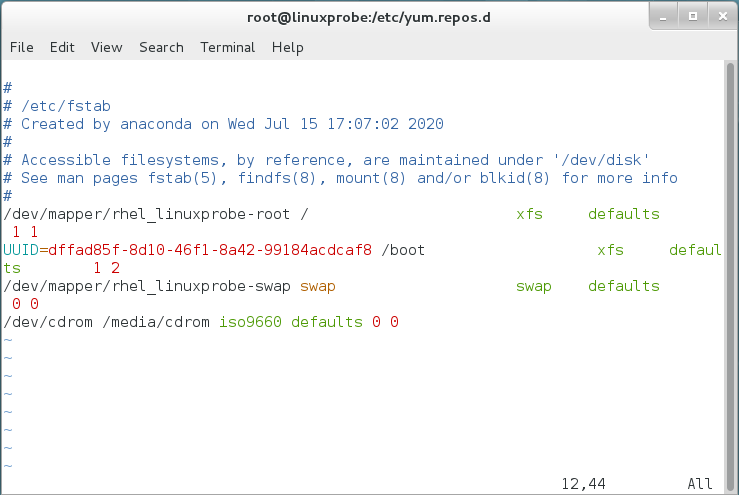 root@linuxprobe:/etc/yum.repos.d
File Edit View Search Terminal Help
#
# /etc/fstab
# Created by anaconda on Wed Jul 15 17:07:02 2020
#
# Accessible filesystems, by reference, are maintained under '/dev/disk'
# See man pages fstab(5), findfs(8), mount(8) and/or blkid(8) for more info
#
/dev/mapper/rhel_linuxprobe-root / xfs defaults
1 1
UUID=dffad85f-8d10-46f1-8a42-99184acdcaf8 /boot xfs defaul
ts 1 2
/dev/mapper/rhel_linuxprobe-swap swap swap defaults
0 0
/dev/cdrom /media/cdrom iso9660 defaults 0 0
~
~
~
~
~
~
~
~
12,44 All